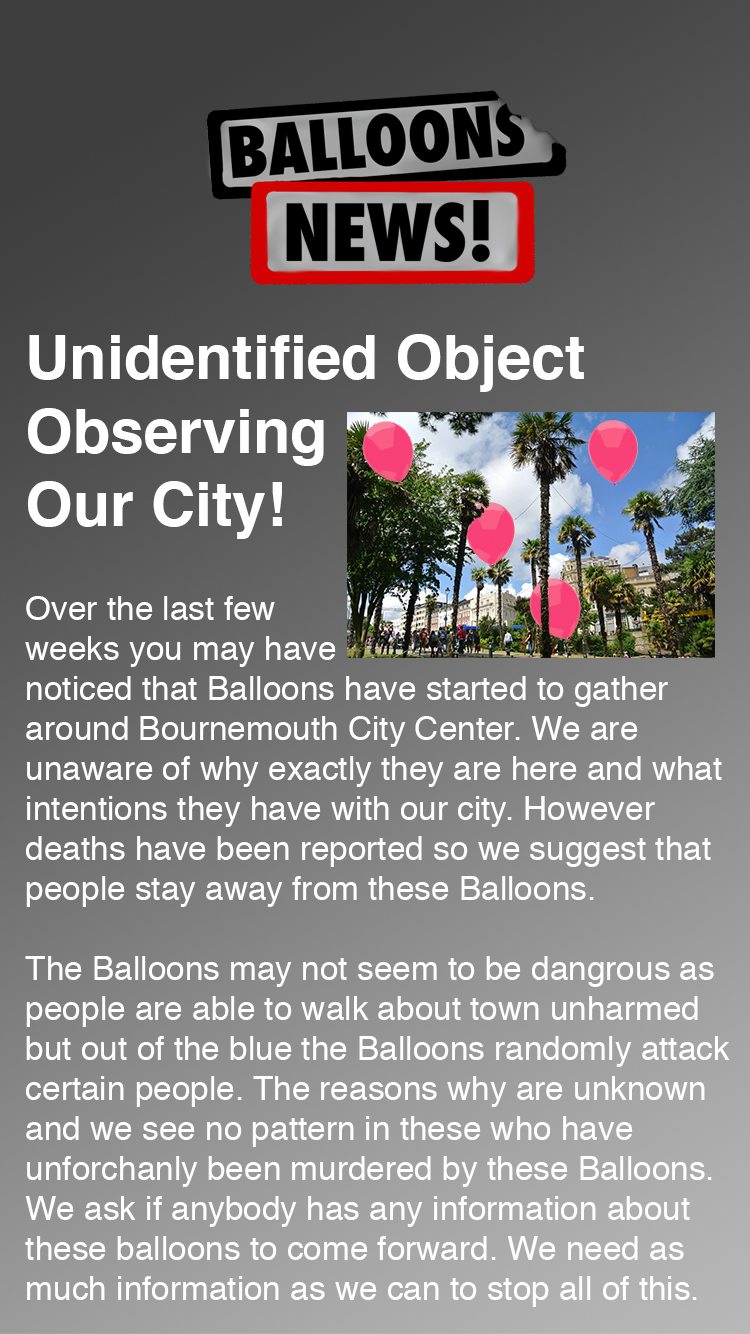 BALLOONS
NEWS!
Unidentified Object
Observing
Our City!
Over the last few
weeks you may have
noticed that Balloons have started to gather
around Bournemouth City Center. We are
unaware of why exactly they are here and what
intentions they have with our city. However
deaths have been reported so we suggest that
people stay away from these Balloons.
The Balloons may not seem to be dangrous as
people are able to walk about town unharmed
but out of the blue the Balloons randomly attack
certain people. The reasons why are unknown
and we see no pattern in these who have
unforchanly been murdered by these Balloons.
We ask if anybody has any information about
these balloons to come forward. We need as
much information as we can to stop all of this.